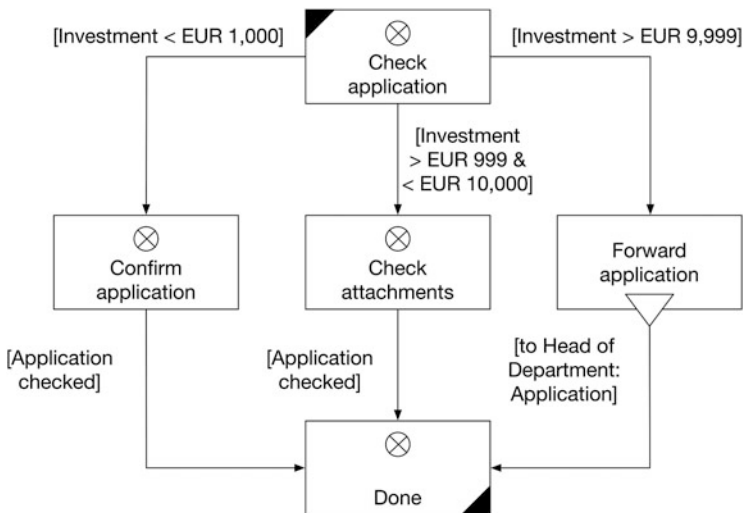 [Investment < EUR 1,000]
Check
application
[Investment > EUR 9,999]
[Investment
> EUR 999 &
< EUR 10,000]
Confirm
application
Check
attachments
Forward
application
[Application
checked]
[Application
checked]
[to Head of
Department:
Application]
Done